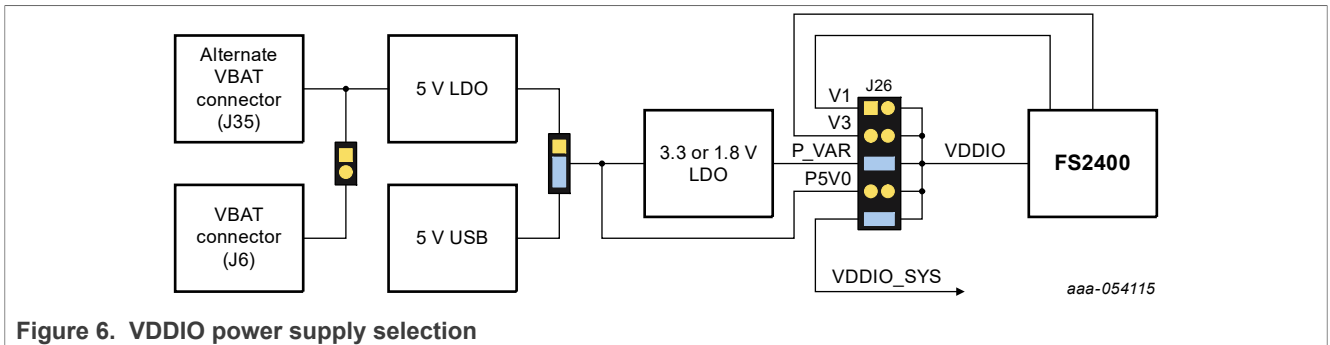 Alternate
VBAT
connector
(J35)
5 V LDO
VBAT
connector
(J6)
5 V USB
3.3 or 1.8 V
LDO
J26
V1
V3
P_VAR
P5V0
VDDIO
FS2400
VDDIO_SYS
aaa-054115
Figure 6. VDDIO power supply selection